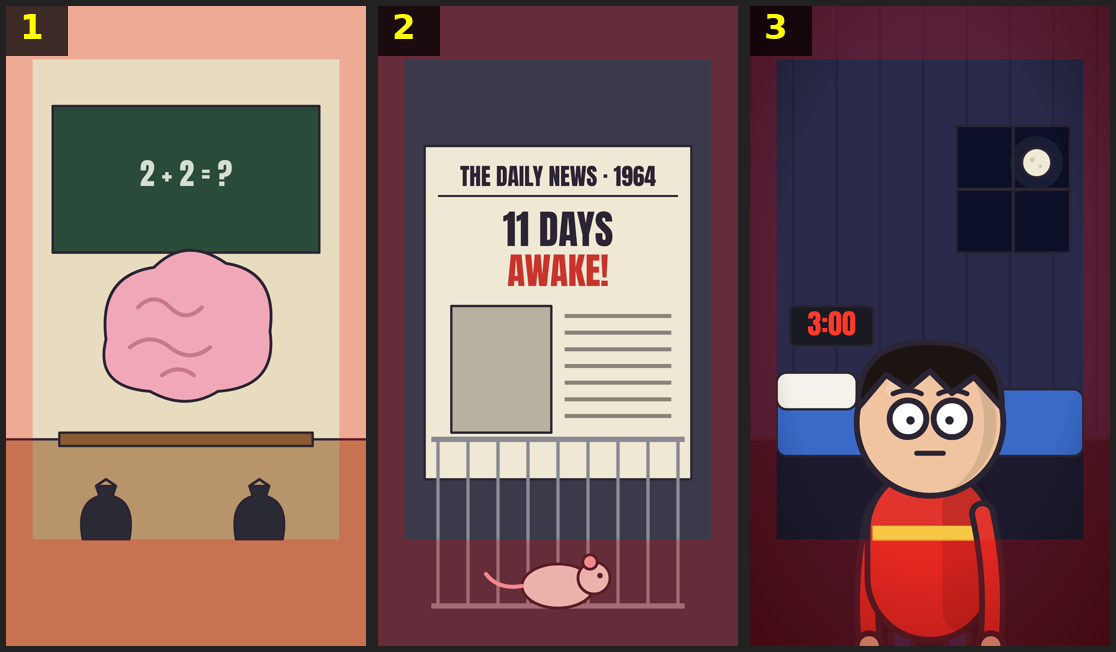 1
2 + 2 = ?
2
THE DAILY NEWS · 1964
11 DAYS
AWAKE!
3
3:00